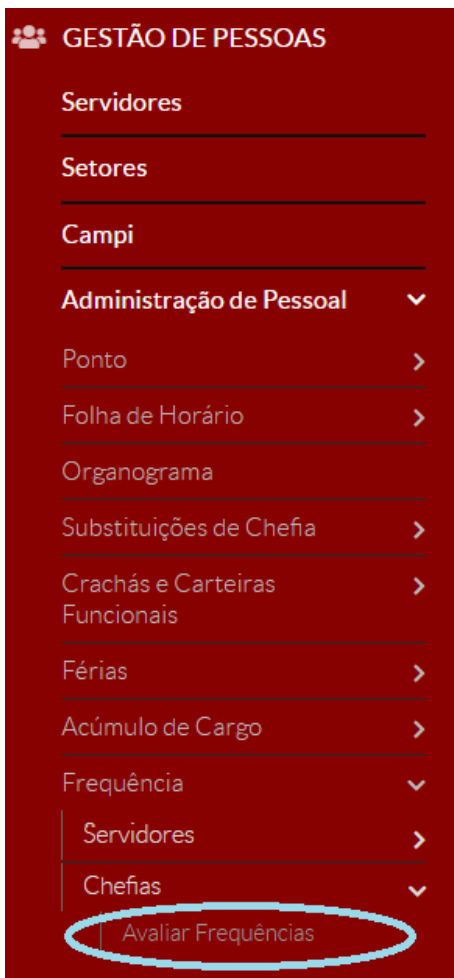 GESTÃO DE PESSOAS
Servidores
Setores
Campi
Administração de Pessoal
Ponto
Folha de Horário
Organograma
Substituições de Chefia
Crachás e Carteiras
Funcionais
Férias
Acúmulo de Cargo
Frequência
Servidores
Chefias
Avaliar Frequências